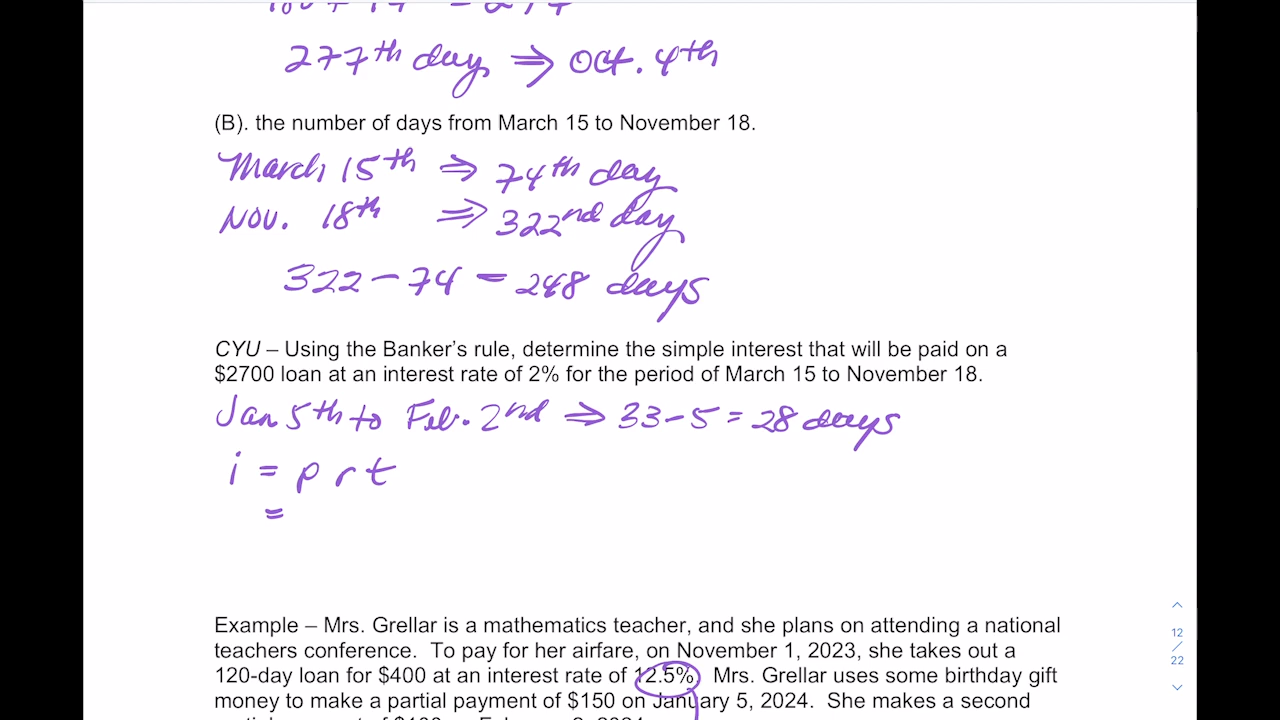 277th day ⇒ Oct. 4th
(B). the number of days from March 15 to November 18.
March 15th ⇒ 74th day
Nov. 18th ⇒ 322nd day
322 - 74 = 248 days
CYU – Using the Banker's rule, determine the simple interest that will be paid on a
$2700 loan at an interest rate of 2% for the period of March 15 to November 18.
Jan 5th to Feb. 2nd ⇒ 33 - 5 = 28 days
i = p r t
=
Example – Mrs. Grellar is a mathematics teacher, and she plans on attending a national
teachers conference. To pay for her airfare, on November 1, 2023, she takes out a
120-day loan for $400 at an interest rate of 12.5%. Mrs. Grellar uses some birthday gift
money to make a partial payment of $150 on January 5, 2024. She makes a second
12
/
22